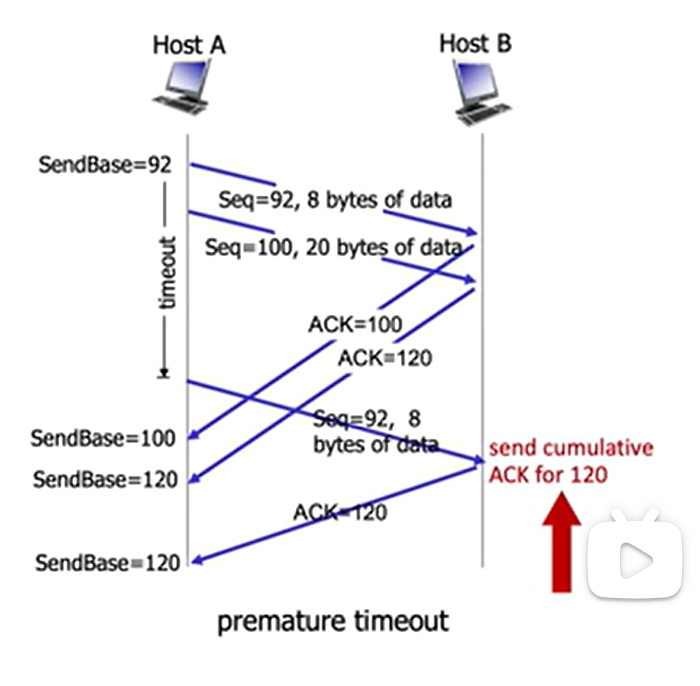 Host A
Host B
SendBase=92
Seq=92, 8 bytes of data
Seq=100, 20 bytes of data
timeout
ACK=100
ACK=120
Seq=92, 8
bytes of data
SendBase=100
send cumulative
ACK for 120
SendBase=120
ACK=120
SendBase=120
premature timeout